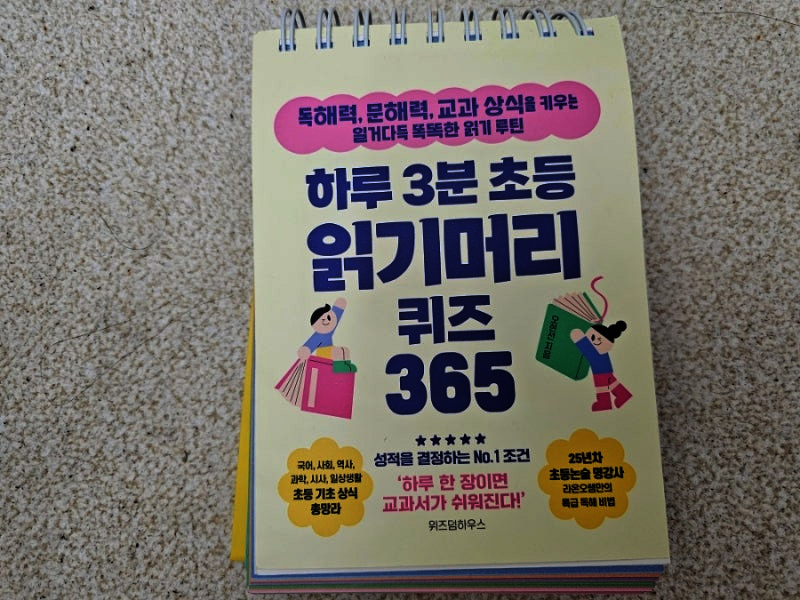 독해력, 문해력, 교과 상식을 키우는
일거다득 똑똑한 읽기 루틴
하루 3분 초등
읽기머리
퀴즈
365
성적을 결정하는 No.1 조건
'하루 한 장이면
교과서가 쉬워진다!'
위즈덤하우스
국어, 사회, 역사,
과학, 시사, 일상생활
초등 기초 상식
총망라
25년차
초등논술 명강사
라온오쌤만의
특급 독해 비법